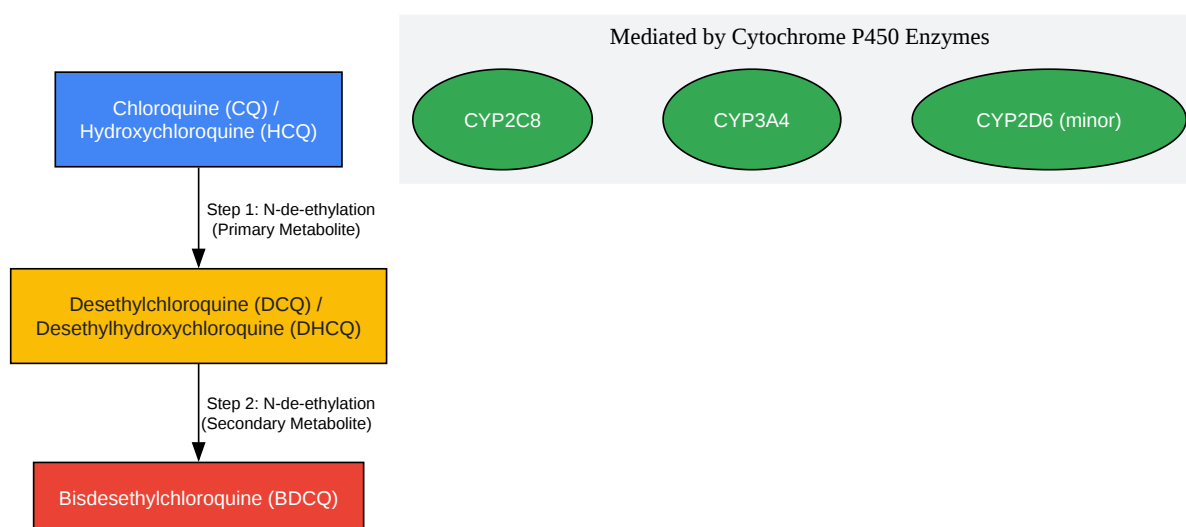 Mediated by Cytochrome P450 Enzymes
Chloroquine (CQ) /
Hydroxychloroquine (HCQ)
CYP2C8
CYP3A4
CYP2D6 (minor)
Step 1: N-de-ethylation
(Primary Metabolite)
Desethylchloroquine (DCQ) /
Desethylhydroxychloroquine (DHCQ)
Step 2: N-de-ethylation
(Secondary Metabolite)
Bisdesethylchloroquine (BDCQ)